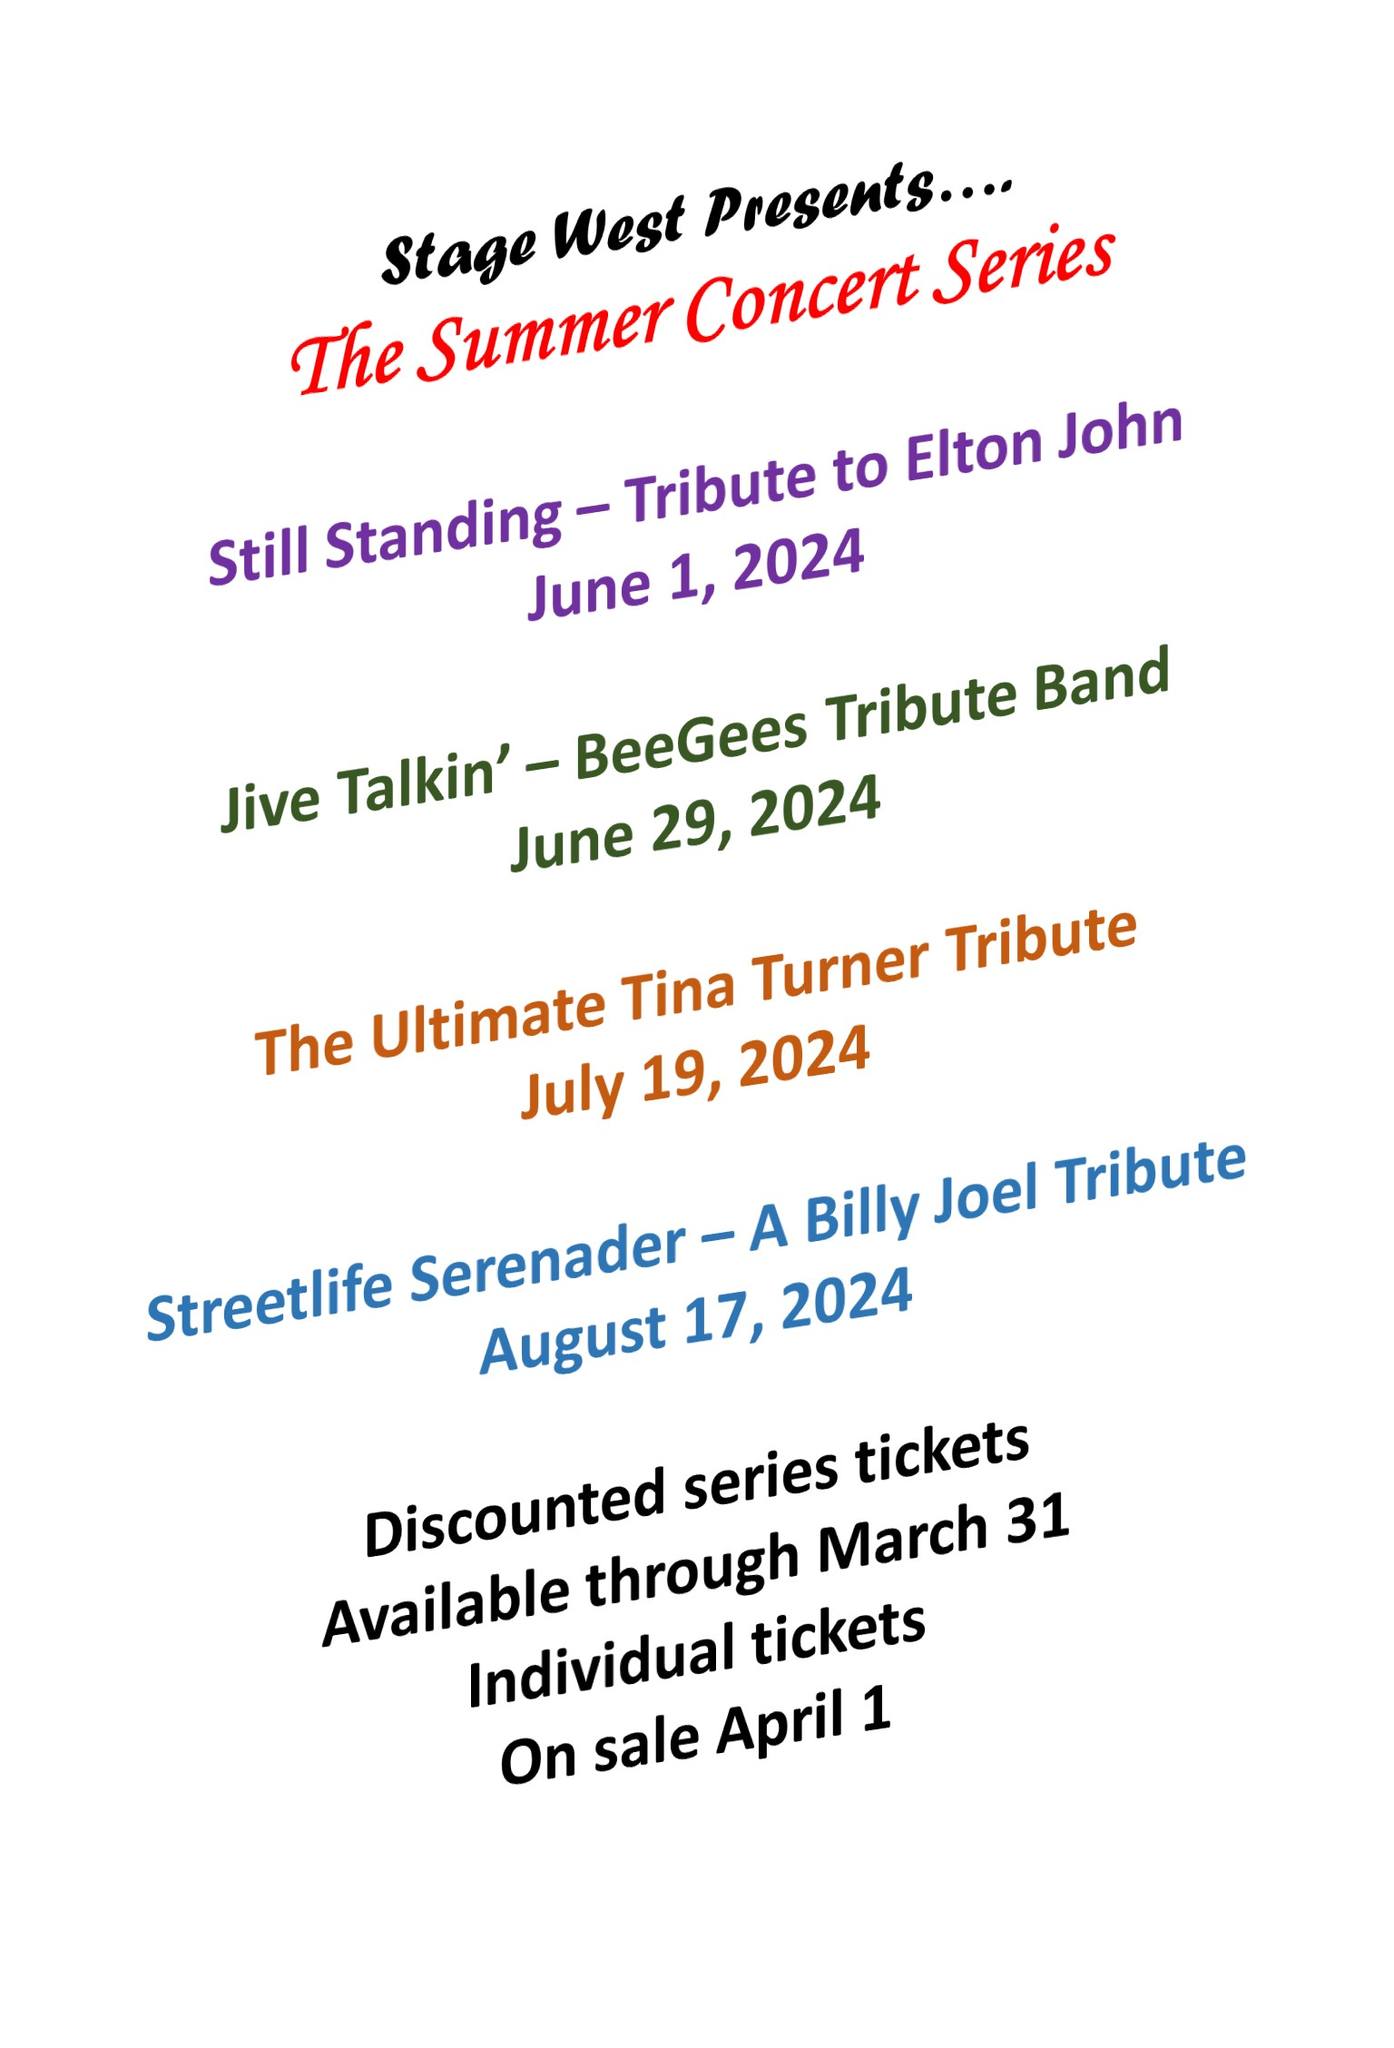 Stage West Presents....
The Summer Concert Series
Still Standing – Tribute to Elton John
June 1, 2024
Jive Talkin’ – BeeGees Tribute Band
June 29, 2024
The Ultimate Tina Turner Tribute
July 19, 2024
Streetlife Serenader – A Billy Joel Tribute
August 17, 2024
Discounted series tickets
Available through March 31
Individual tickets
On sale April 1